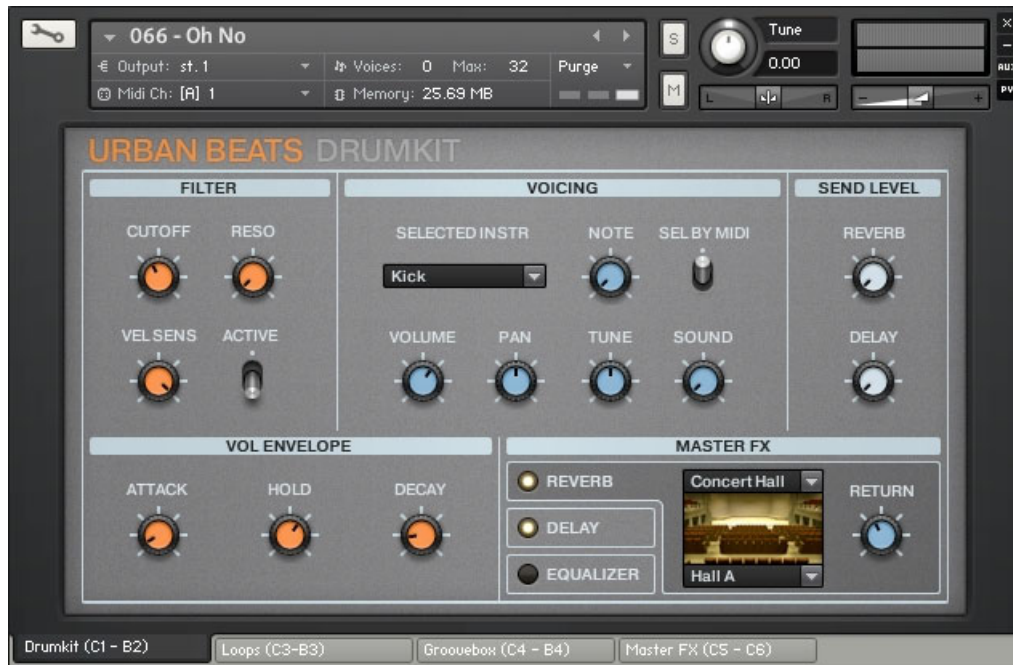 066 - Oh No
S
Tune
Output: st.1
Voices: 0 Max: 32
Purge
0.00
Midi Ch: [A] 1
Memory: 25.69 MB
M
L
R
-
+
×
-
AUX
PV
URBAN BEATS DRUMKIT
FILTER
VOICING
SEND LEVEL
CUTOFF
RESO
SELECTED INSTR
NOTE
SEL BY MIDI
REVERB
Kick
VEL SENS
ACTIVE
VOLUME
PAN
TUNE
SOUND
DELAY
VOL ENVELOPE
MASTER FX
ATTACK
HOLD
DECAY
REVERB
DELAY
EQUALIZER
Concert Hall
Hall A
RETURN
Drumkit (C1 - B2)
Loops (C3-B3)
Groovebox (C4 - B4)
Master FX (C5 - C6)